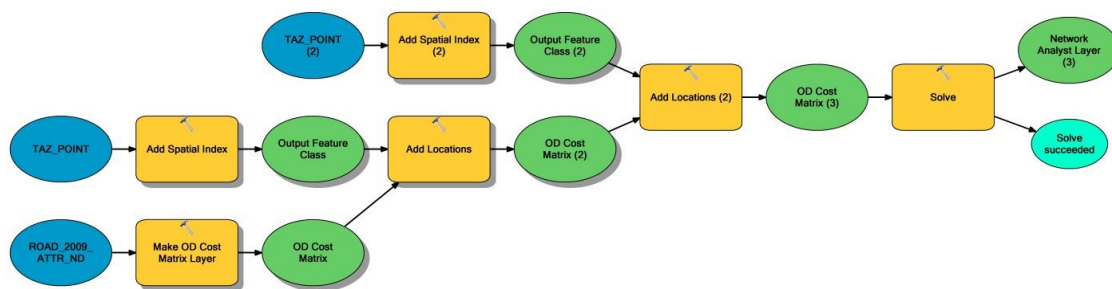 TAZ_POINT
(2)
Add Spatial Index
(2)
Output Feature
Class (2)
Network
Analyst Layer
(3)
Add Locations (2)
OD Cost
Matrix (3)
Solve
TAZ_POINT
Add Spatial Index
Output Feature
Class
Add Locations
OD Cost
Matrix (2)
Solve
succeeded
ROAD_2009_
ATTR_ND
Make OD Cost
Matrix Layer
OD Cost
Matrix